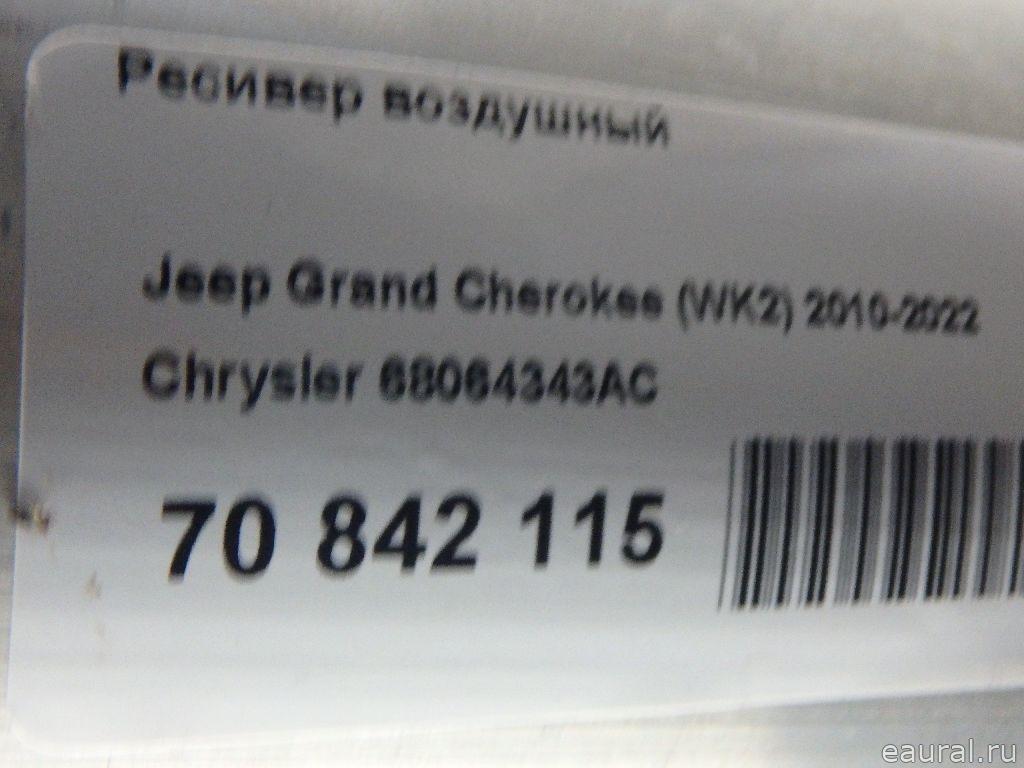 Ресивер воздушный
Jeep Grand Cherokee (WK2) 2010-2022
Chrysler 68064343AC
70 842 115
eaural.ru